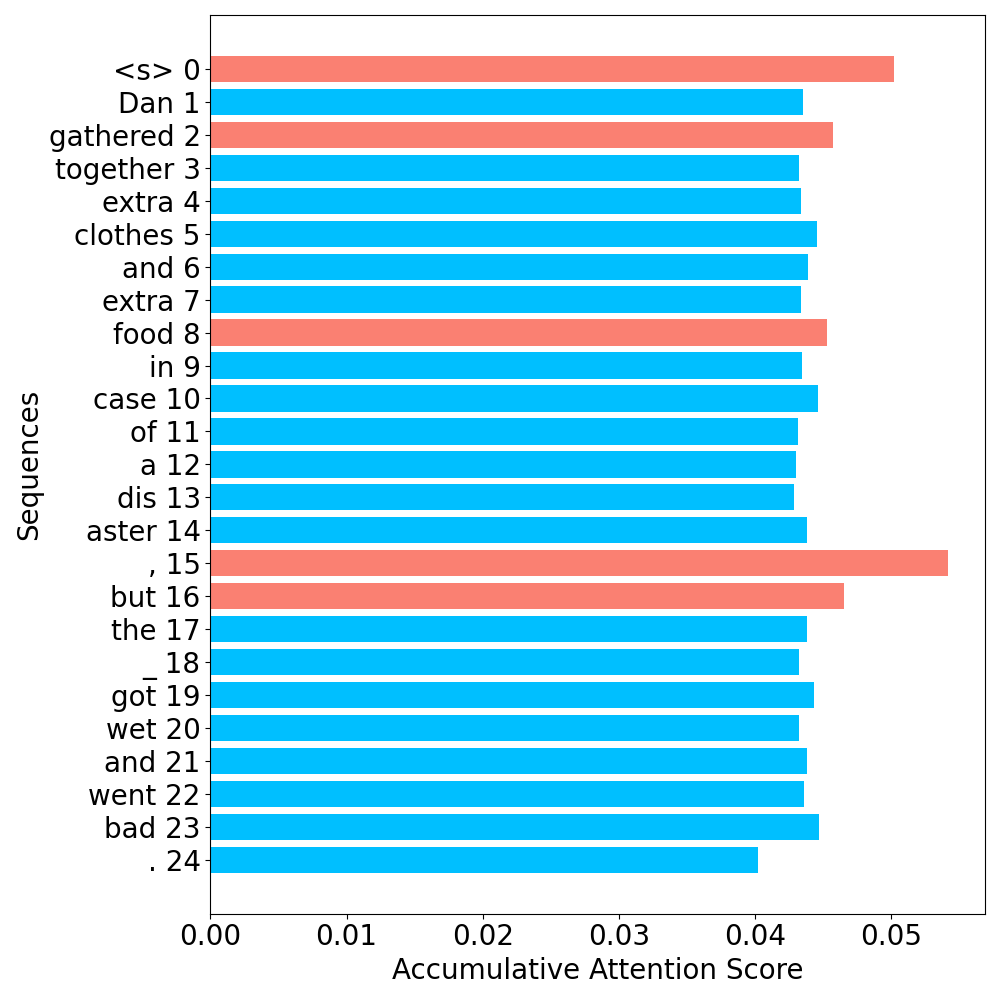 <s> 0
Dan 1
gathered 2
together 3
extra 4
clothes 5
and 6
extra 7
food 8
in 9
case 10
of 11
a 12
dis 13
aster 14
, 15
but 16
the 17
_ 18
got 19
wet 20
and 21
went 22
bad 23
. 24
Sequences
0.00 0.01 0.02 0.03 0.04 0.05
Accumulative Attention Score